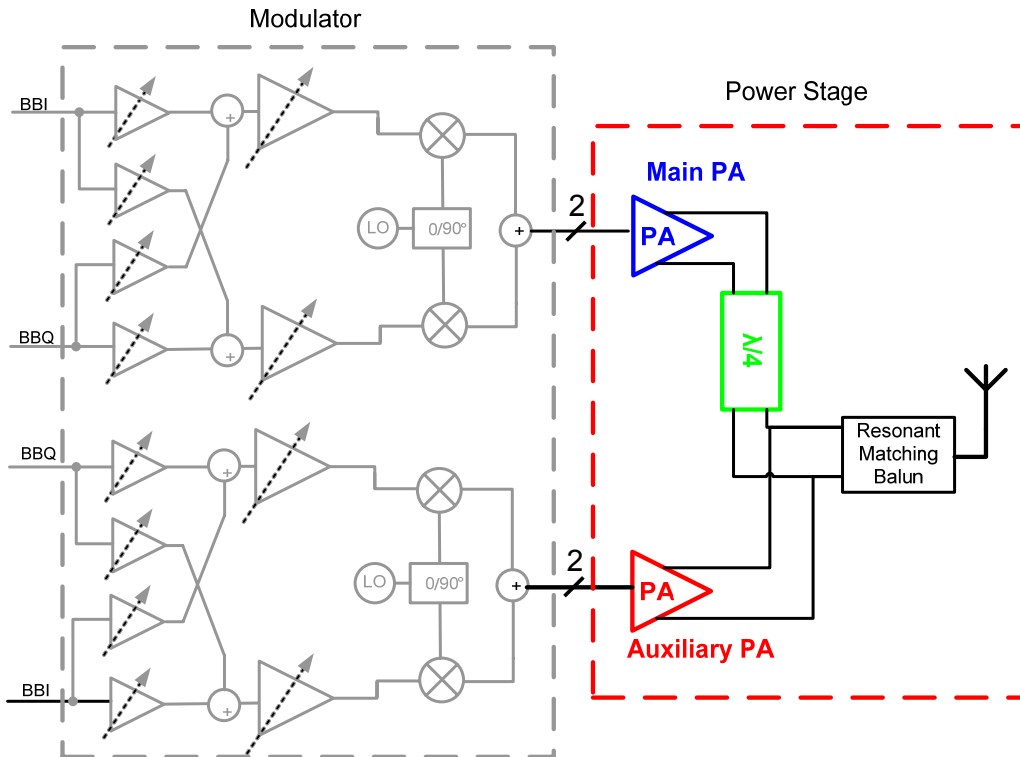 Modulator
Power Stage
BBI
BBQ
LO
0/90°
+
+
+
2
Main PA
PA
λ/4
Resonant
Matching
Balun
BBQ
BBI
LO
0/90°
+
+
+
2
PA
Auxiliary PA